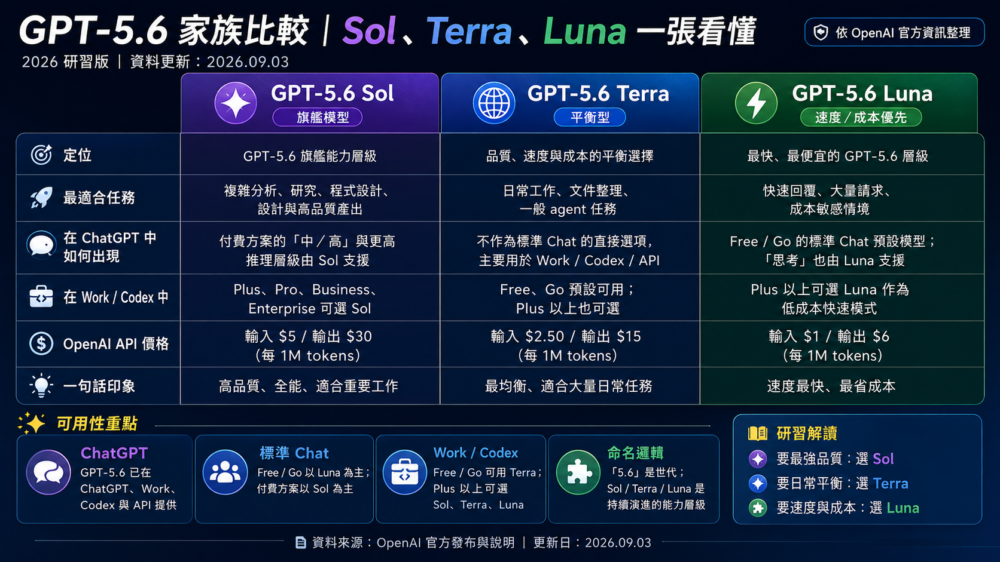 GPT-5.6 家族比較｜Sol、Terra、Luna 一張看懂
依 OpenAI 官方資訊整理
2026 研習版｜資料更新：2026.09.03
GPT-5.6 Sol
旗艦模型
GPT-5.6 Terra
平衡型
GPT-5.6 Luna
速度／成本優先
定位
GPT-5.6 旗艦能力層級
品質、速度與成本的平衡選擇
最快、最便宜的 GPT-5.6 層級
最適合任務
複雜分析、研究、程式設計、
設計與高品質產出
日常工作、文件整理、
一般 agent 任務
快速回覆、大量請求、
成本敏感情境
在 ChatGPT 中
如何出現
付費方案的「中／高」與更高
推理層級由 Sol 支援
不作為標準 Chat 的直接選項，
主要用於 Work / Codex / API
Free / Go 的標準 Chat 預設模型；
「思考」也由 Luna 支援
在 Work / Codex 中
Plus、Pro、Business、
Enterprise 可選 Sol
Free、Go 預設可用；
Plus 以上也可選
Plus 以上可選 Luna 作為
低成本快速模式
OpenAI API 價格
輸入 $5 / 輸出 $30
（每 1M tokens）
輸入 $2.50 / 輸出 $15
（每 1M tokens）
輸入 $1 / 輸出 $6
（每 1M tokens）
一句話印象
高品質、全能、適合重要工作
最均衡、適合大量日常任務
速度最快、最省成本
可用性重點
ChatGPT
GPT-5.6 已在
ChatGPT、Work、
Codex 與 API 提供
標準 Chat
Free / Go 以 Luna 為主；
付費方案以 Sol 為主
Work / Codex
Free / Go 可用 Terra；
Plus 以上可選
Sol、Terra、Luna
命名邏輯
「5.6」是世代；
Sol / Terra / Luna 是
持續演進的能力層級
研習解讀
要最強品質：選 Sol
要日常平衡：選 Terra
要速度與成本：選 Luna
資料來源：OpenAI 官方發布與說明｜更新日：2026.09.03